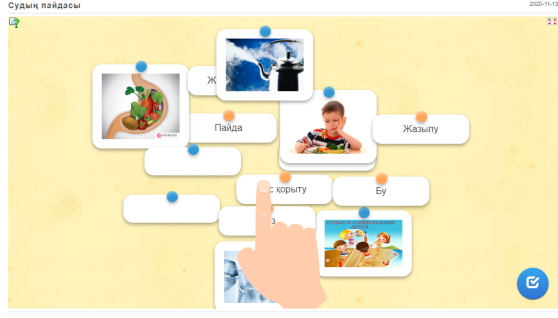 Судың пайдасы
2020-11-13
Пайда
Жазылу
с қорыту
Бу